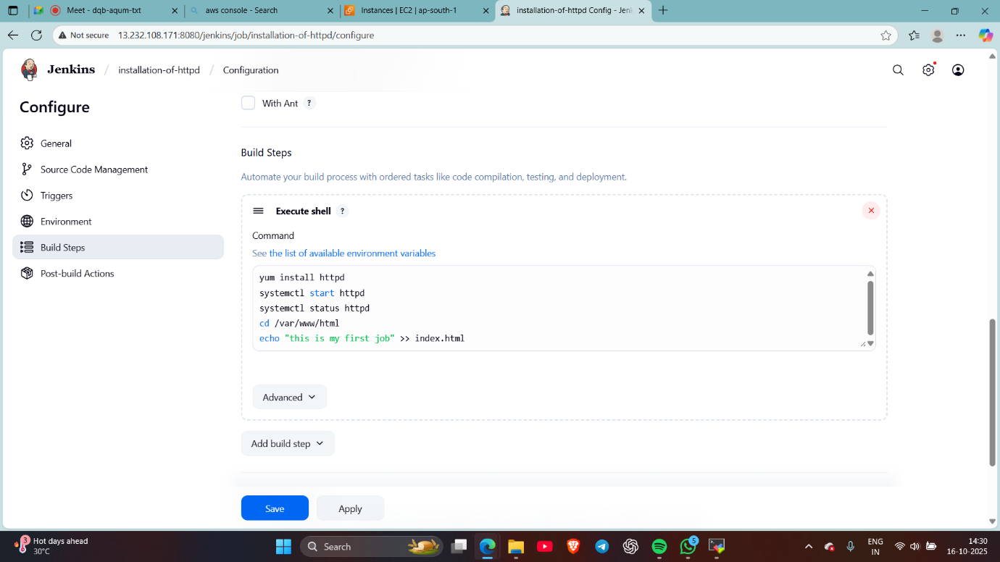 Meet - dqb-aqum-txt
aws console - Search
Instances | EC2 | ap-south-1
installation-of-httpd Config - Jen
Not secure
13.232.108.171:8080/jenkins/job/installation-of-httpd/configure
Jenkins / installation-of-httpd / Configuration
Configure
General
Source Code Management
Triggers
Environment
Build Steps
Post-build Actions
With Ant ?
Build Steps
Automate your build process with ordered tasks like code compilation, testing, and deployment.
Execute shell ?
Command
See the list of available environment variables
yum install httpd
systemctl start httpd
systemctl status httpd
cd /var/www/html
echo "this is my first job" >> index.html
Advanced
Add build step
Save
Apply
3
Hot days ahead
30°C
Search
5
ENG
IN
14:30
16-10-2025